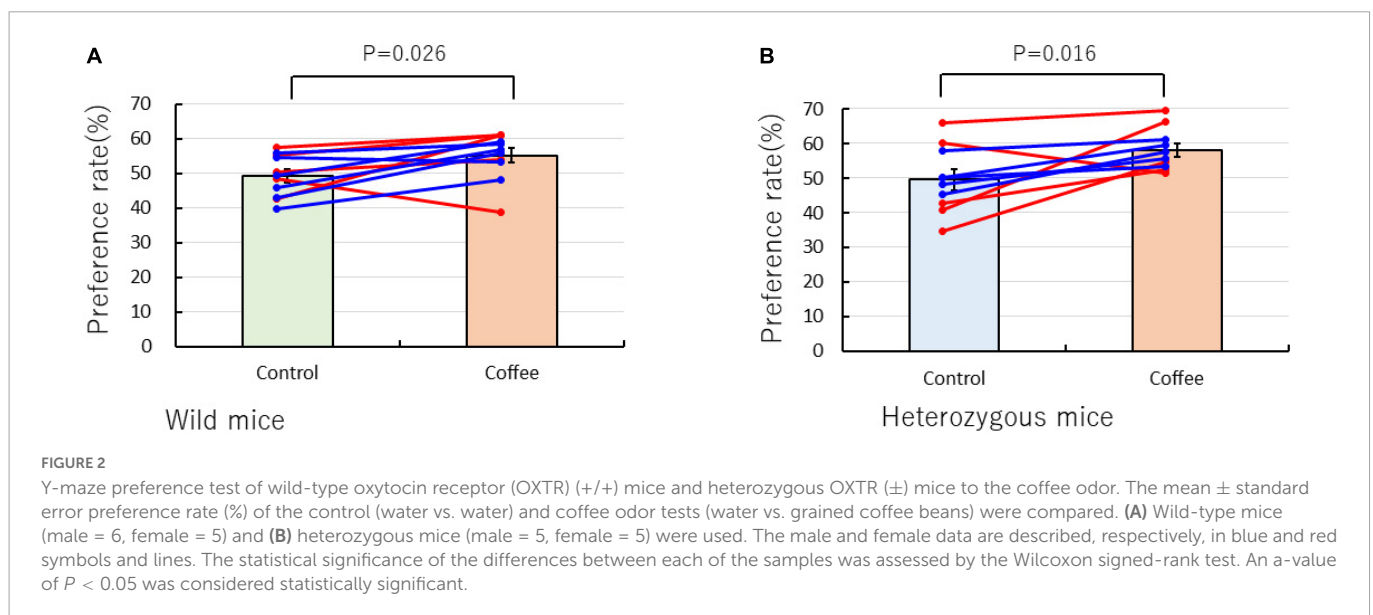 A
P=0.026
Preference rate(%)
70
60
50
40
30
20
10
0
Control Coffee
Wild mice
B
P=0.016
Preference rate(%)
70
60
50
40
30
20
10
0
Control Coffee
Heterozygous mice
FIGURE 2
Y-maze preference test of wild-type oxytocin receptor (OXTR) (+/+) mice and heterozygous OXTR (±) mice to the coffee odor. The mean ± standard
error preference rate (%) of the control (water vs. water) and coffee odor tests (water vs. grained coffee beans) were compared. (A) Wild-type mice
(male = 6, female = 5) and (B) heterozygous mice (male = 5, female = 5) were used. The male and female data are described, respectively, in blue and red
symbols and lines. The statistical significance of the differences between each of the samples was assessed by the Wilcoxon signed-rank test. An a-value
of P < 0.05 was considered statistically significant.